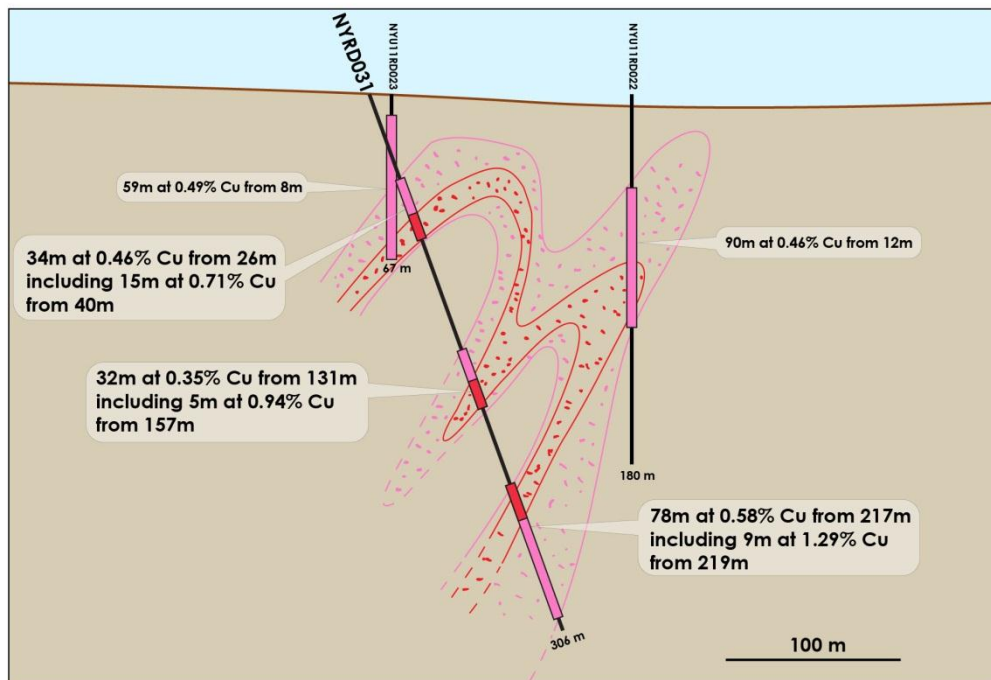 NYRD031
NYU11RD023
NYU11RD022
59m at 0.49% Cu from 8m
34m at 0.46% Cu from 26m
including 15m at 0.71% Cu
from 40m
67 m
90m at 0.46% Cu from 12m
32m at 0.35% Cu from 131m
including 5m at 0.94% Cu
from 157m
180 m
78m at 0.58% Cu from 217m
including 9m at 1.29% Cu
from 219m
306 m
100 m